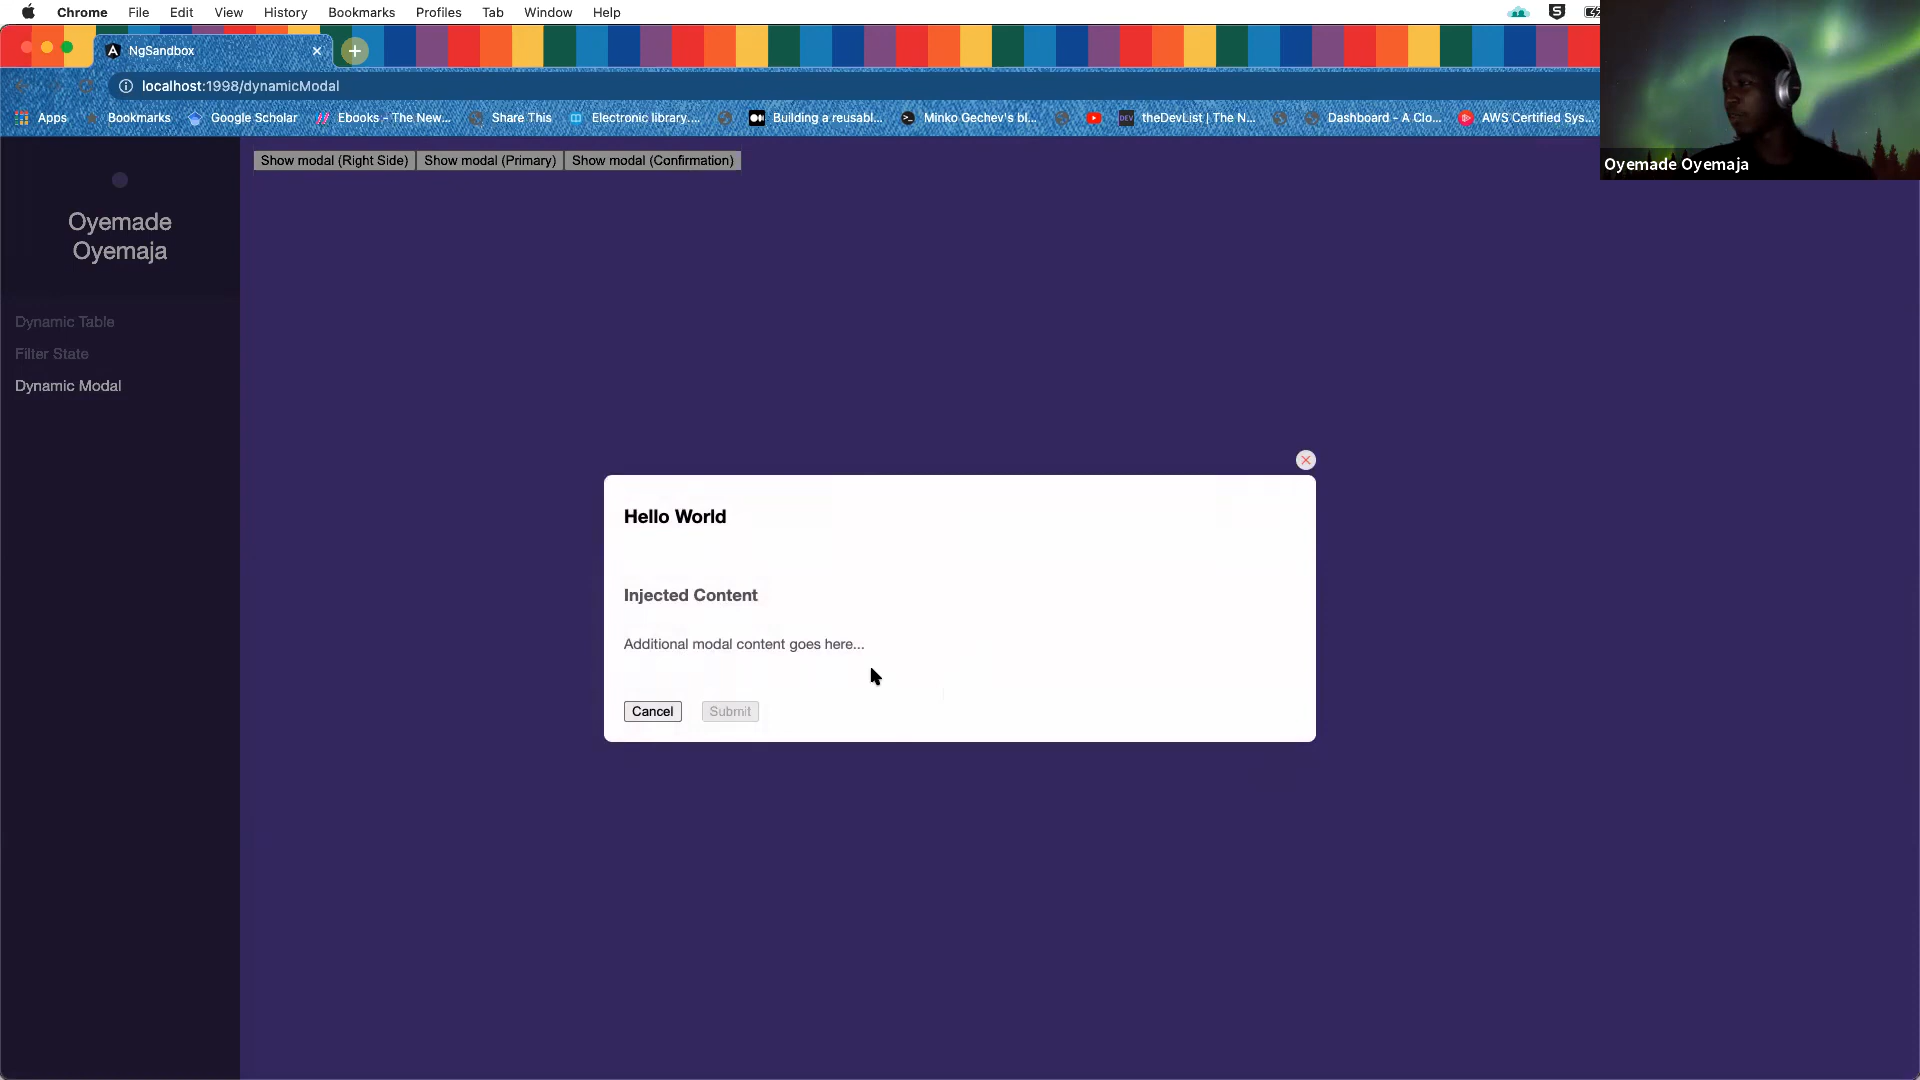 Chrome File Edit View History Bookmarks Profiles Tab Window Help
NgSandbox
localhost:1998/dynamicModal
Apps Bookmarks Google Scholar Ebooks - The New... Share This Electronic library.... Building a reusabl... Minko Gechev's bl... DEV theDevList | The N... Dashboard - A Clo... AWS Certified Sys...
Oyemade Oyemaja
Show modal (Right Side) Show modal (Primary) Show modal (Confirmation)
Oyemade
Oyemaja
Dynamic Table
Filter State
Dynamic Modal
Hello World
Injected Content
Additional modal content goes here...
Cancel Submit